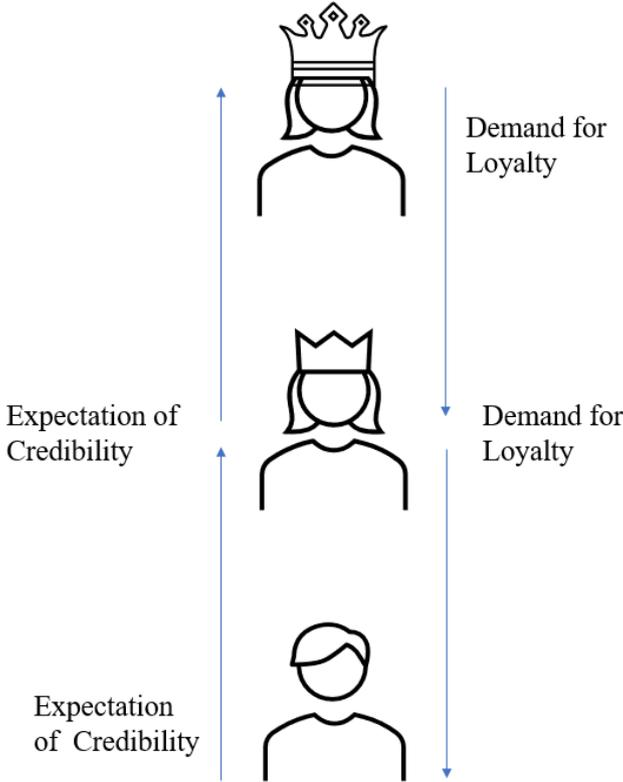 Demand for
Loyalty
Expectation of
Credibility
Demand for
Loyalty
Expectation
of Credibility